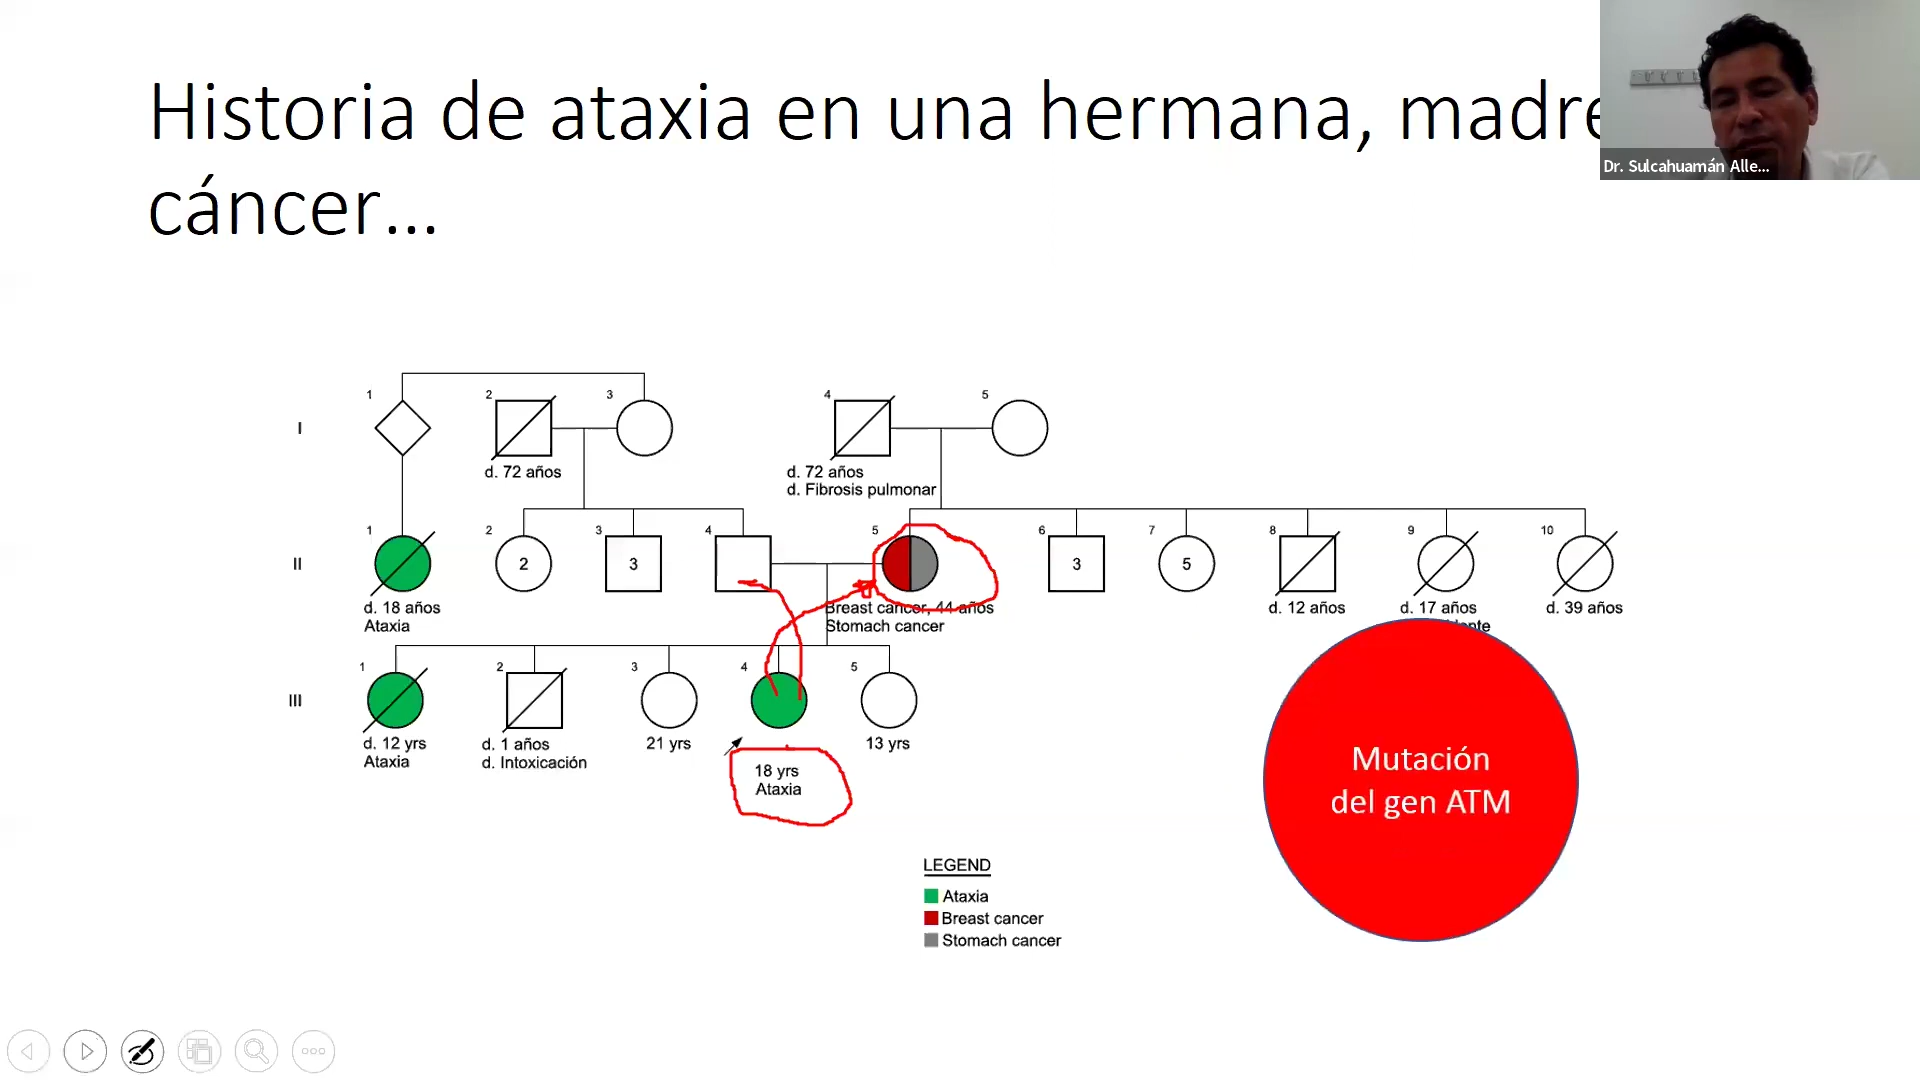 Historia de ataxia en una hermana, madre
cáncer...
Dr. Sulcahuamán Alle...
1 2 3 4 5
I
d. 72 años
d. 72 años
d. Fibrosis pulmonar
1 2 3 4 5 6 7 8 9 10
II
2 3 3 5
d. 18 años
Ataxia
Breast cancer, 44 años
Stomach cancer
d. 12 años
d. 17 años
d. 39 años
1 2 3 4 5
III
d. 12 yrs
Ataxia
d. 1 años
d. Intoxicación
21 yrs
18 yrs
Ataxia
13 yrs
Mutación
del gen ATM
LEGEND
Ataxia
Breast cancer
Stomach cancer